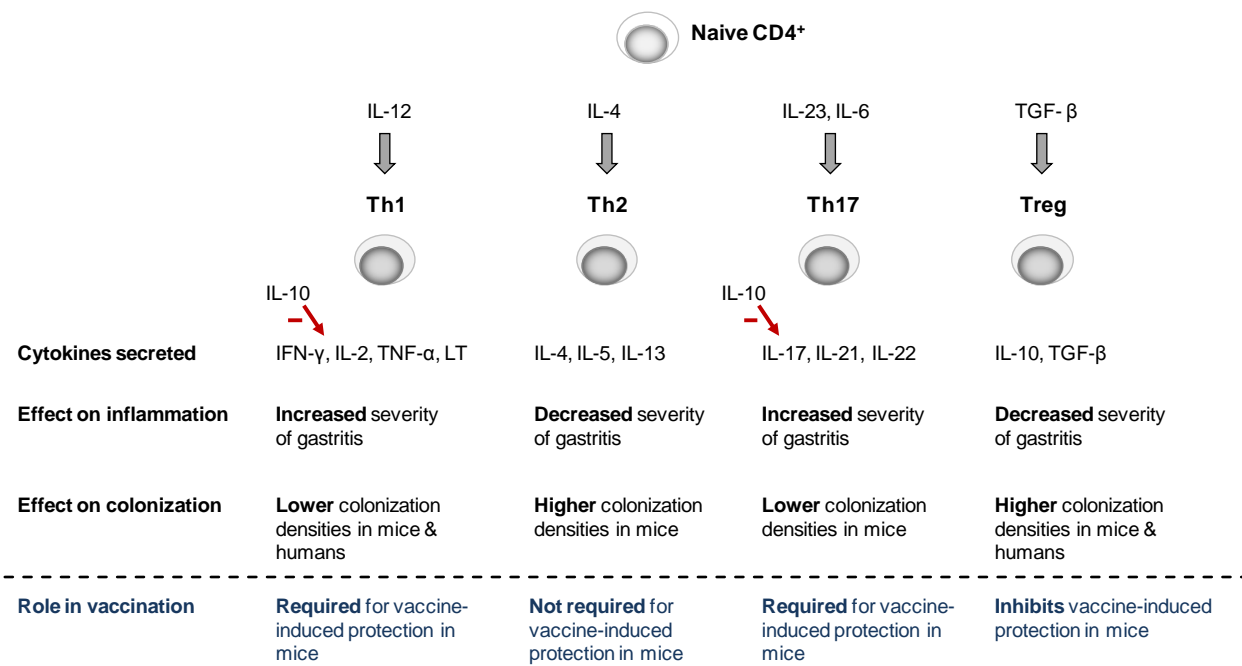 Naive CD4+
IL-12 IL-4 IL-23, IL-6 TGF- β
Th1 Th2 Th17 Treg
IL-10 IL-10
– –
Cytokines secreted IFN-γ, IL-2, TNF-α, LT IL-4, IL-5, IL-13 IL-17, IL-21, IL-22 IL-10, TGF-β
Effect on inflammation Increased severity Decreased severity Increased severity Decreased severity
of gastritis of gastritis of gastritis of gastritis
Effect on colonization Lower colonization Higher colonization Lower colonization Higher colonization
densities in mice & densities in mice densities in mice densities in mice &
humans humans
Role in vaccination Required for vaccine- Not required for Required for vaccine- Inhibits vaccine-induced
induced protection in vaccine-induced induced protection in protection in mice
mice protection in mice mice